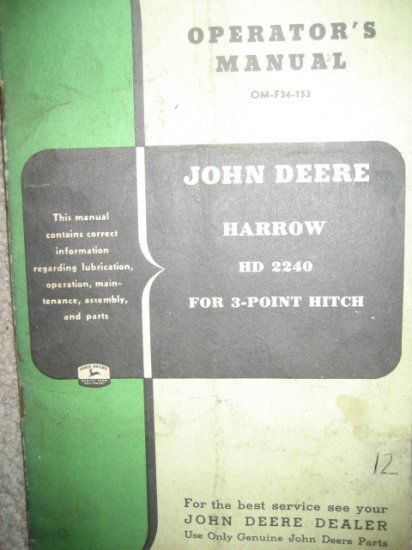 OPERATOR'S
MANUAL
OM-F34-153
JOHN DEERE
HARROW
HD 2240
FOR 3-POINT HITCH
This manual
contains correct
information
regarding lubrication,
operation, main-
tenance, assembly,
and parts
JOHN DEERE
12
For the best service see your
JOHN DEERE DEALER
Use Only Genuine John Deere Parts